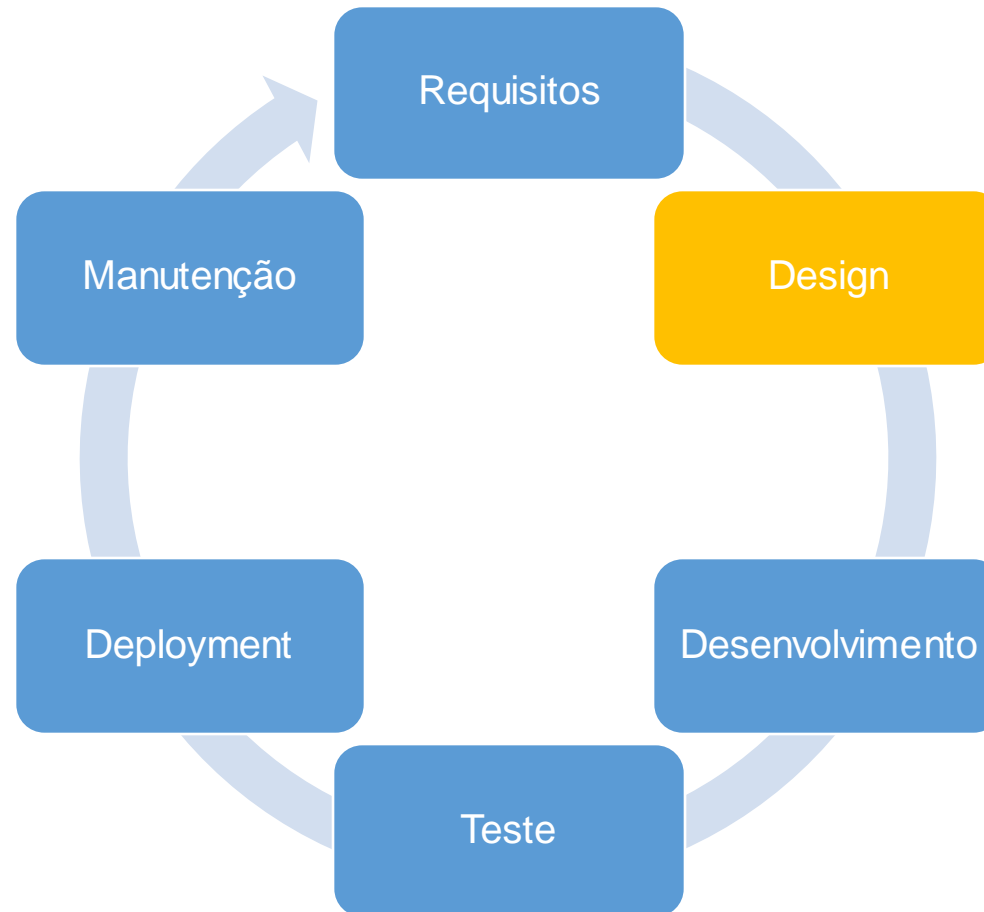 Requisitos
Design
Desenvolvimento
Teste
Deployment
Manutenção